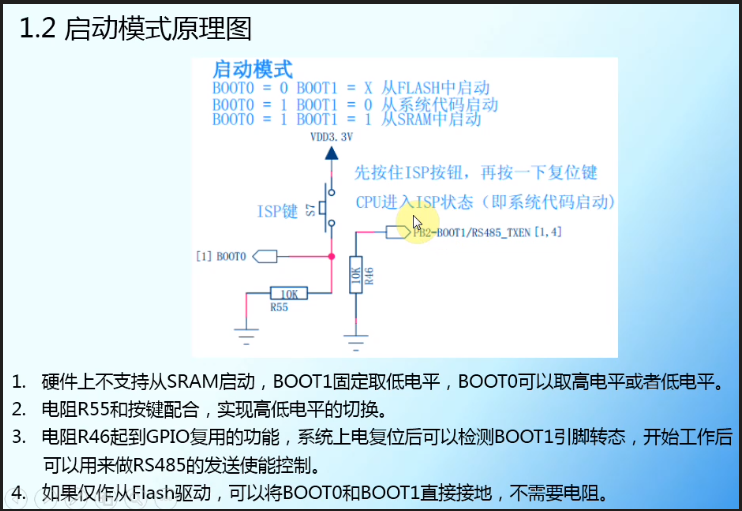 1.2 启动模式原理图
启动模式
BOOT0 = 0 BOOT1 = X 从FLASH中启动
BOOT0 = 1 BOOT1 = 0 从系统代码启动
BOOT0 = 1 BOOT1 = 1 从SRAM中启动
VDD3.3V
先按住ISP按钮，再按一下复位键
CPU进入ISP状态（即系统代码启动)
ISP键
S7
PB2-BOOT1/RS485_TXEN [1,4]
[1] BOOT0
10K
R46
10K
R55
1. 硬件上不支持从SRAM启动，BOOT1固定取低电平，BOOT0可以取高电平或者低电平。
2. 电阻R55和按键配合，实现高低电平的切换。
3. 电阻R46起到GPIO复用的功能，系统上电复位后可以检测BOOT1引脚转态，开始工作后
可以用来做RS485的发送使能控制。
4. 如果仅作从Flash驱动，可以将BOOT0和BOOT1直接接地，不需要电阻。